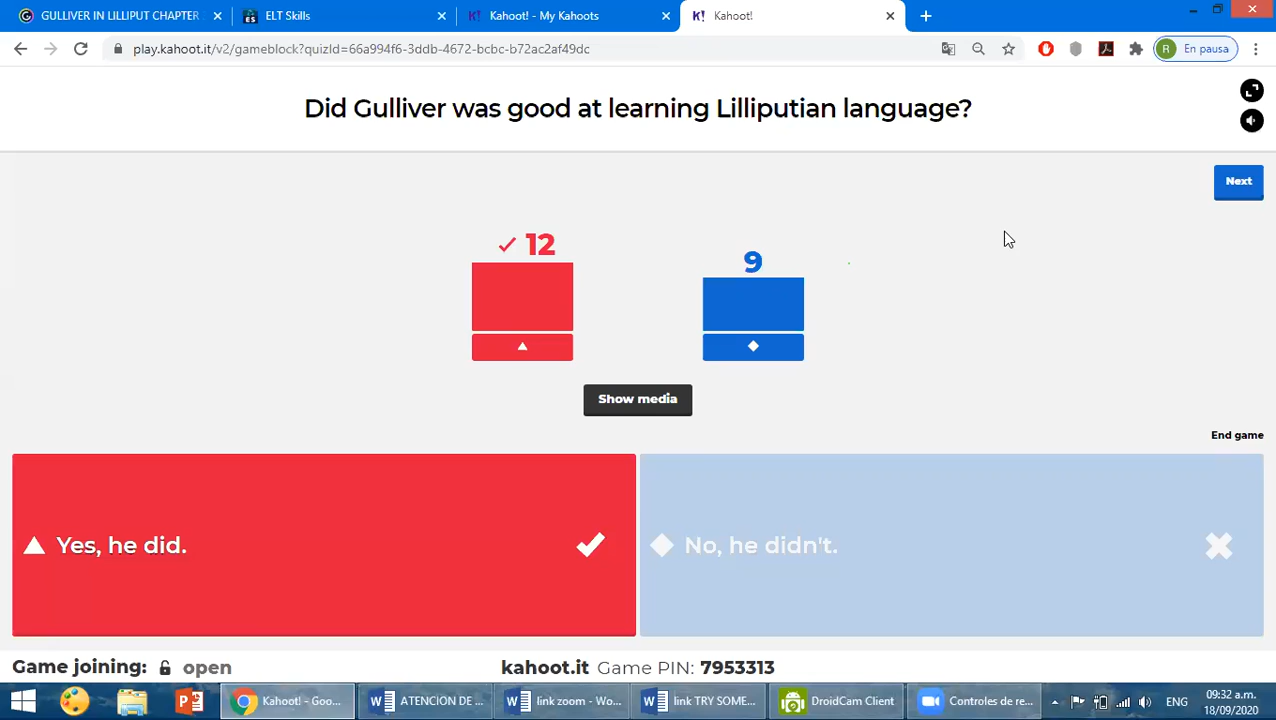 GULLIVER IN LILLIPUT CHAPTER
ELT Skills
Kahoot! - My Kahoots
Kahoot!
play.kahoot.it/v2/gameblock?quizId=66a994f6-3ddb-4672-bcbc-b72ac2af49dc
R En pausa
Did Gulliver was good at learning Lilliputian language?
Next
12
9
Show media
End game
Yes, he did.
No, he didn't.
Game joining: open
kahoot.it Game PIN: 7953313
Kahoot! - Goo...
ATENCION DE ...
link zoom - Wo...
link TRY SOME...
DroidCam Client
Controles de re...
ENG
09:32 a.m.
18/09/2020